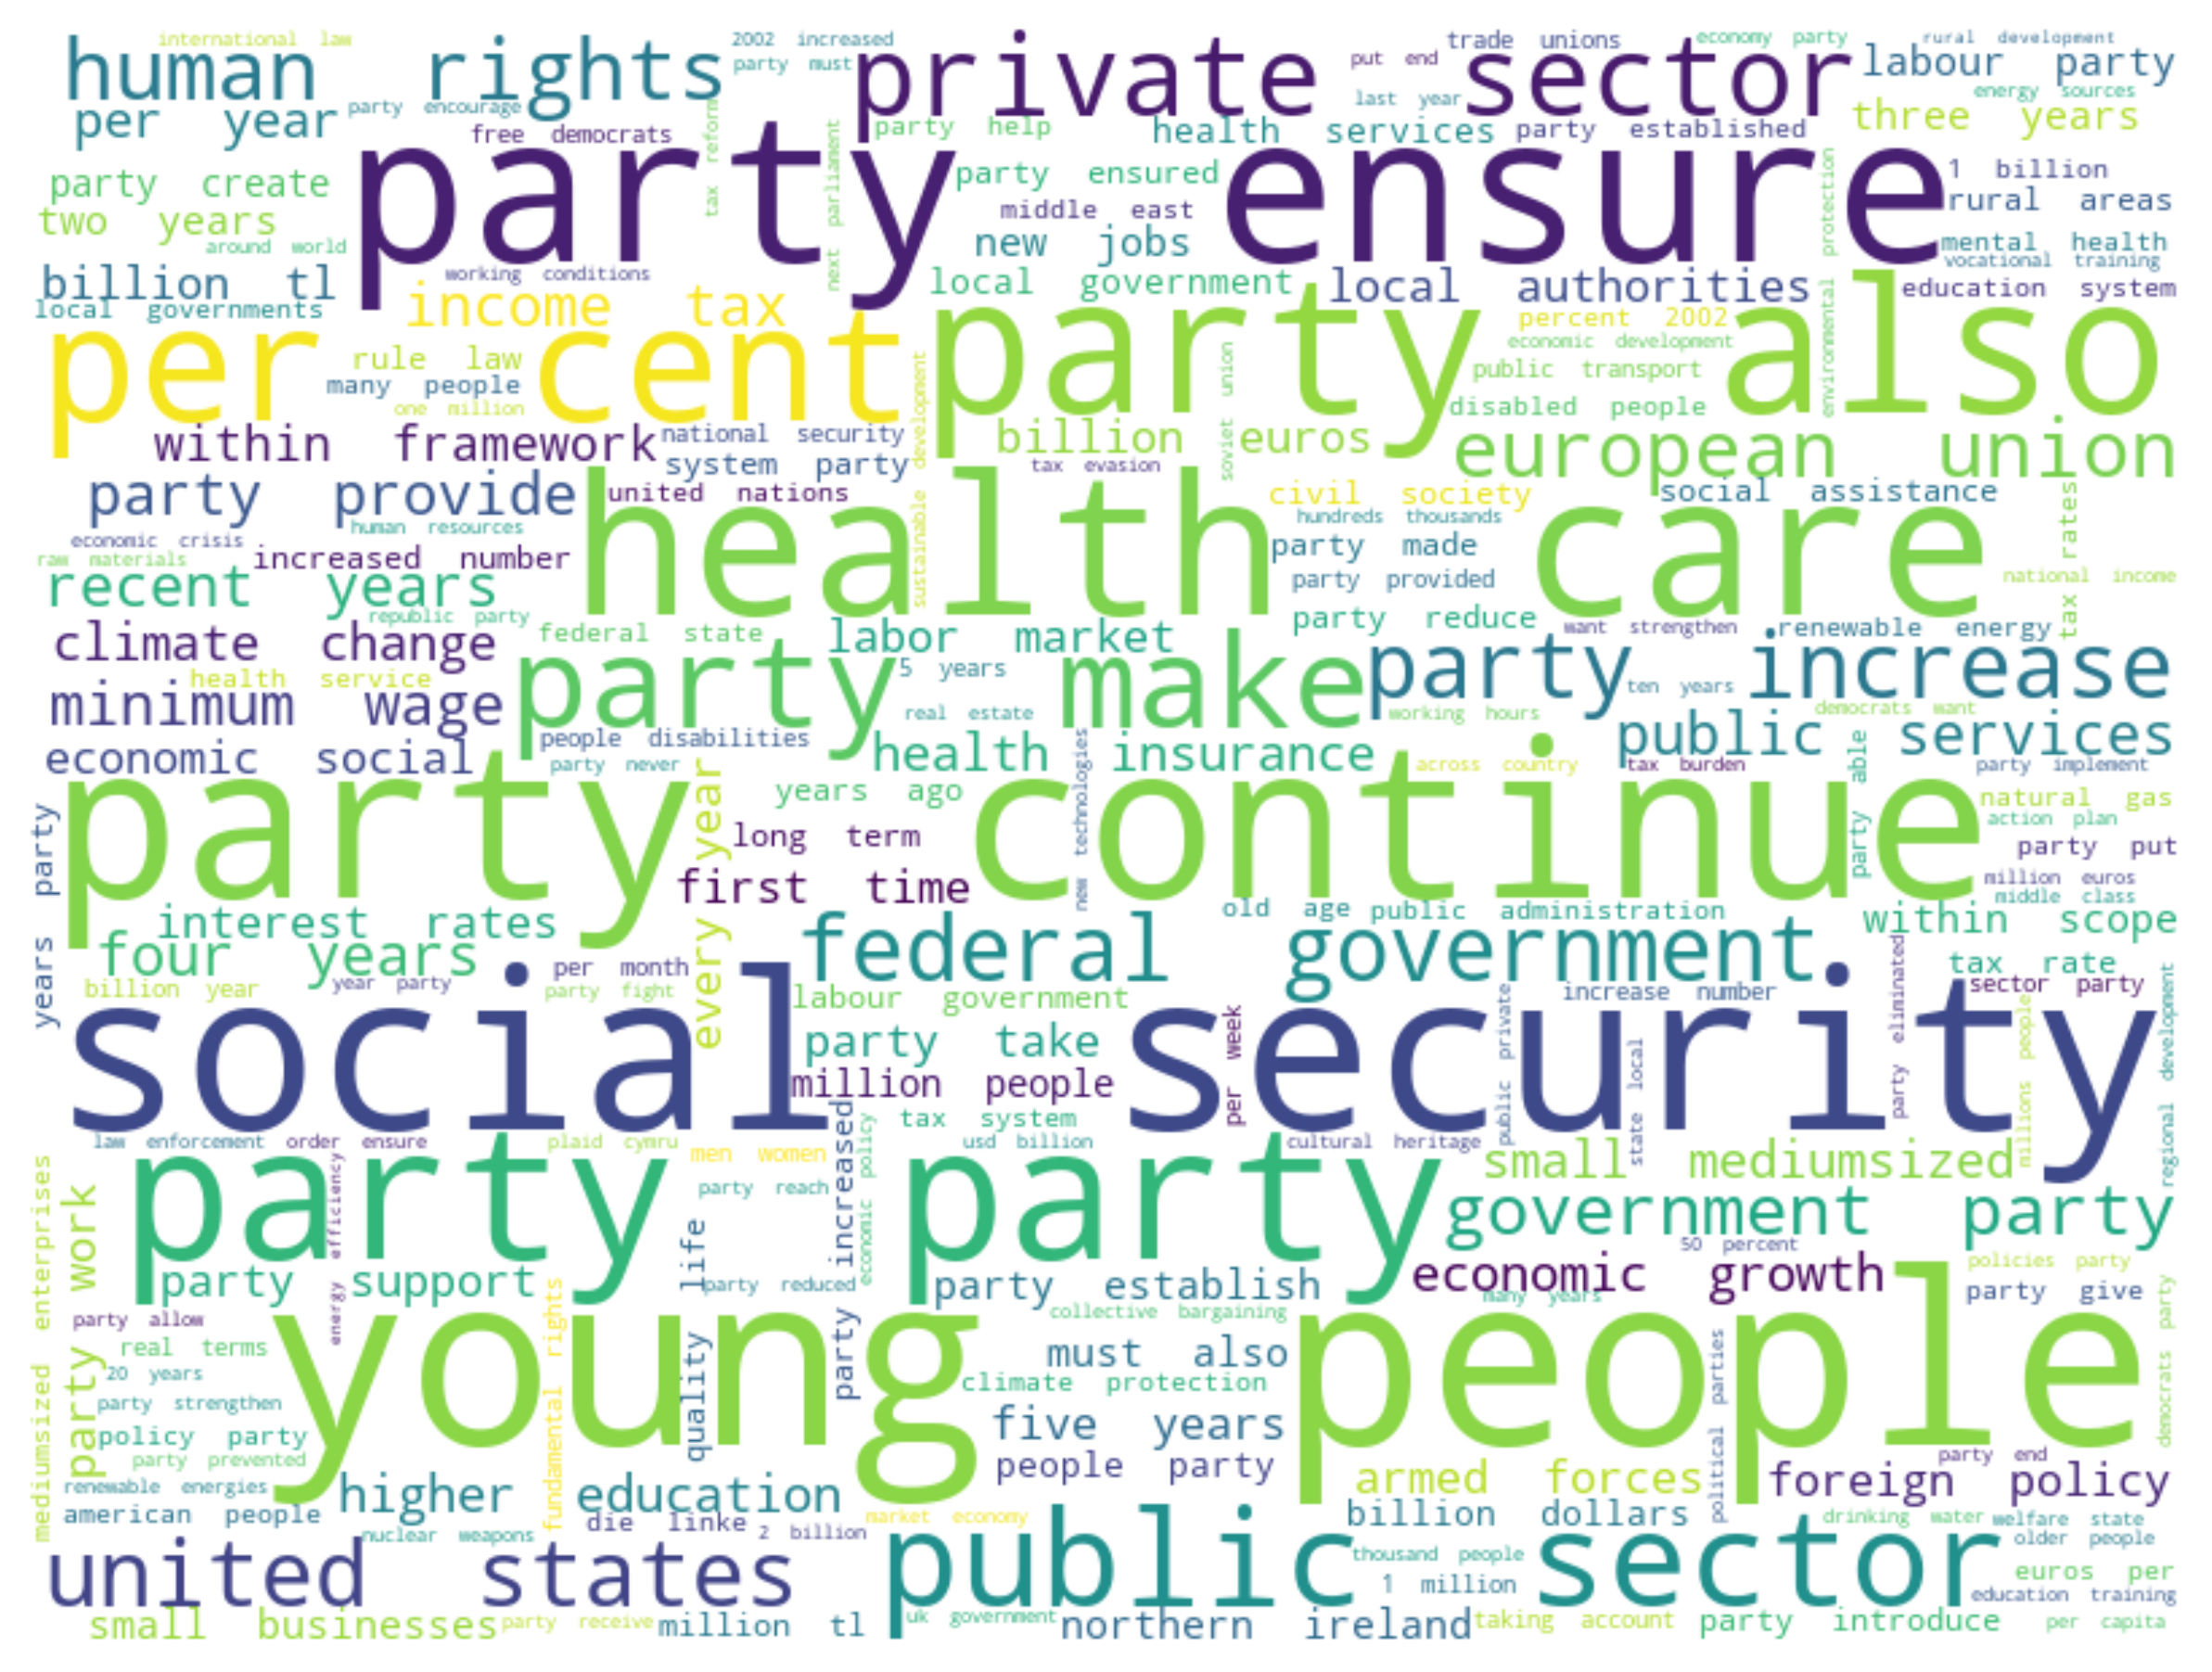 international law
2002 increased
trade unions
economy party
rural development
human rights
party must
private sector
put end
labour party
per year
party encourage
last year
energy sources
three years
free democrats
tax reform
next parliament
party help
health services
party established
party ensure
party create
party ensured
1 billion
environmental protection
two years
middle east
rural areas
around world
new jobs
mental health
vocational training
billion tl
working conditions
local government
local authorities
education system
local governments
income tax
per cent
party also
percent 2002
rule law
economic development
many people
public transport
one million
sustainable development
soviet union
disabled people
within framework
national security
billion euros
european union
system party
tax evasion
party provide
united nations
civil society
social assistance
health care
human resources
hundreds thousands
tax rates
economic crisis
raw materials
increased number
party made
recent years
party provided
national income
republic party
party reduce
climate change
federal state
labor market
want strengthen
renewable energy
party make
party increase
health service
5 years
ten years
minimum wage
real estate
working hours
democrats want
economic social
people disabilities
health insurance
public services
party never
across country
tax burden
party implement
party continue
every year
years ago
new technologies
party able
natural gas
years party
action plan
long term
party put
first time
million euros
middle class
interest rates
old age
public administration
within scope
four years
federal government
per month
tax rate
billion year
year party
party fight
labour government
increase number
sector party
social security
party take
per week
public private
state local
party eliminated
millions people
regional development
million people
tax system
law enforcement
order ensure
plaid cymru
men women
usd billion
cultural heritage
small mediumsized
party party
mediumsized enterprises
party work
energy efficiency
party reach
party increased
economic policy
government party
quality life
50 percent
party support
party reduced
party establish
economic growth
policies party
party give
many years
collective bargaining
party allow
young people
fundamental rights
real terms
must also
political parties
democrats party
20 years
climate protection
party strengthen
five years
policy party
party prevented
people party
party end
renewable energies
higher education
armed forces
foreign policy
american people
die linke
2 billion
market economy
billion dollars
drinking water
welfare state
nuclear weapons
public sector
older people
united states
thousand people
euros per
1 million
education training
small businesses
party receive
million tl
uk government
northern ireland
taking account
party introduce
per capita